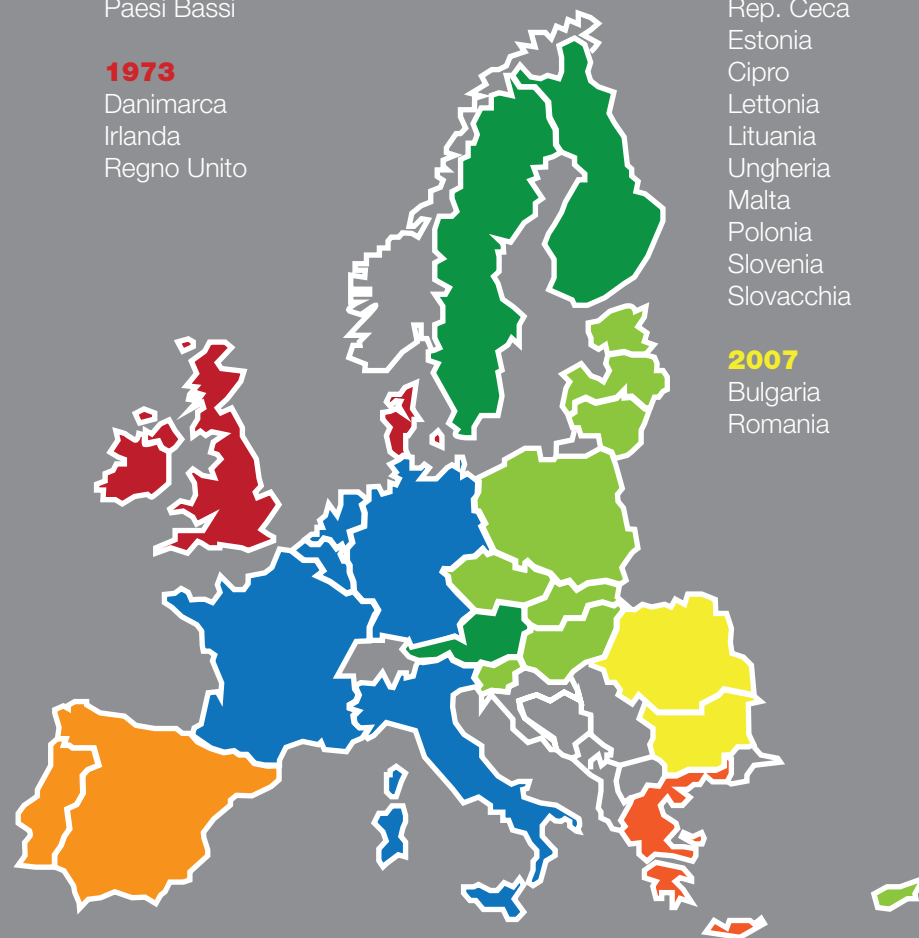 Paesi Bassi
1973
Danimarca
Irlanda
Regno Unito
Rep. Ceca
Estonia
Cipro
Lettonia
Lituania
Ungheria
Malta
Polonia
Slovenia
Slovacchia
2007
Bulgaria
Romania